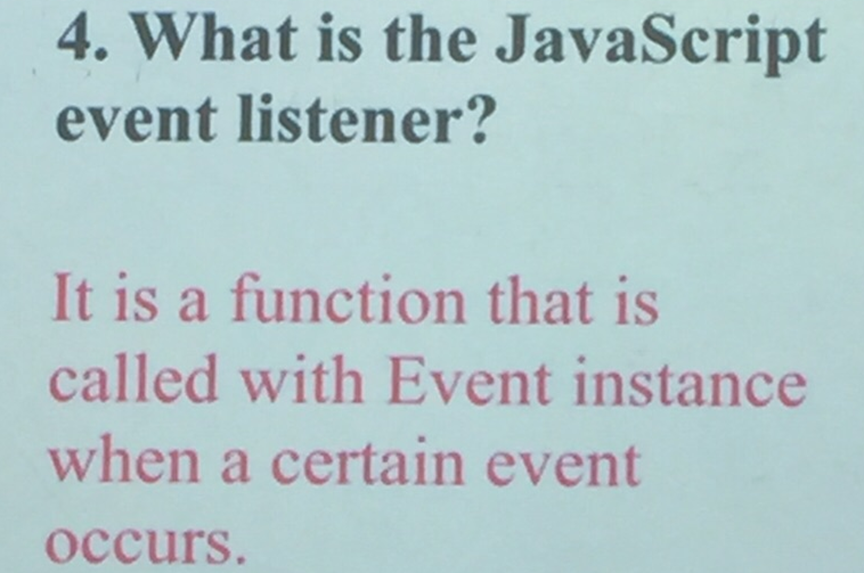 4. What is the JavaScript
event listener?
It is a function that is
called with Event instance
when a certain event
occurs.